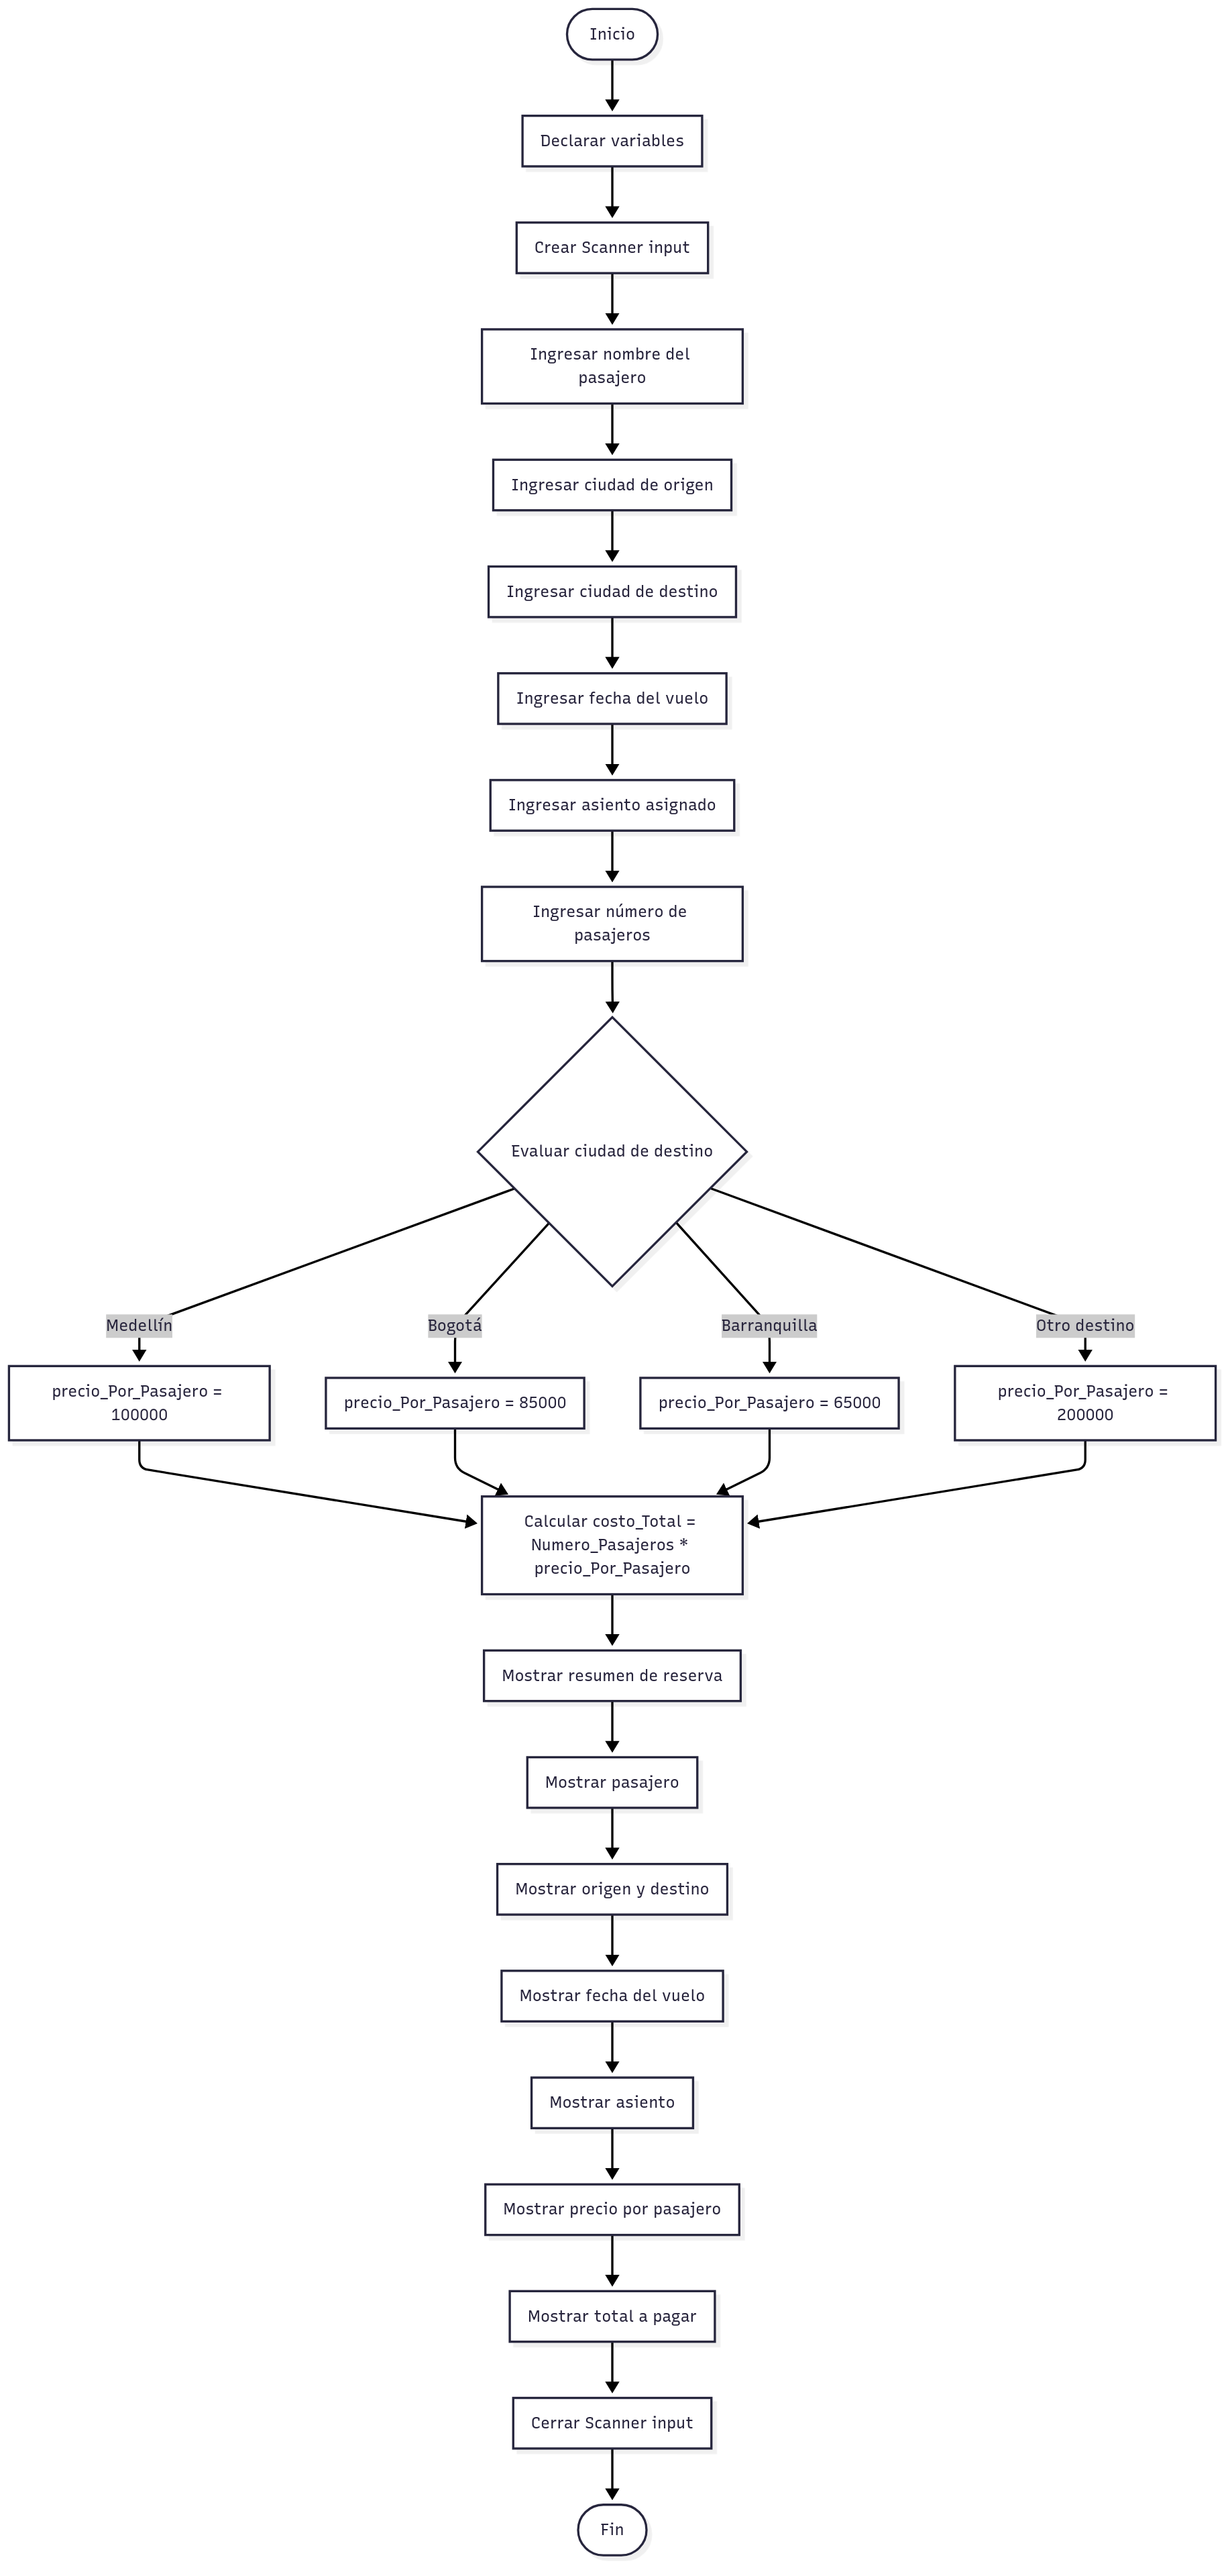 Inicio
Declarar variables
Crear Scanner input
Ingresar nombre del
pasajero
Ingresar ciudad de origen
Ingresar ciudad de destino
Ingresar fecha del vuelo
Ingresar asiento asignado
Ingresar número de
pasajeros
Evaluar ciudad de destino
Medellín
Bogotá
Barranquilla
Otro destino
precio_Por_Pasajero =
100000
precio_Por_Pasajero = 85000
precio_Por_Pasajero = 65000
precio_Por_Pasajero =
200000
Calcular costo_Total =
Numero_Pasajeros *
precio_Por_Pasajero
Mostrar resumen de reserva
Mostrar pasajero
Mostrar origen y destino
Mostrar fecha del vuelo
Mostrar asiento
Mostrar precio por pasajero
Mostrar total a pagar
Cerrar Scanner input
Fin